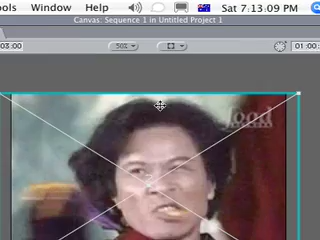 ols Window Help Sat 7:13:09 PM
Canvas: Sequence 1 in Untitled Project 1
03:00 50% 01:00: